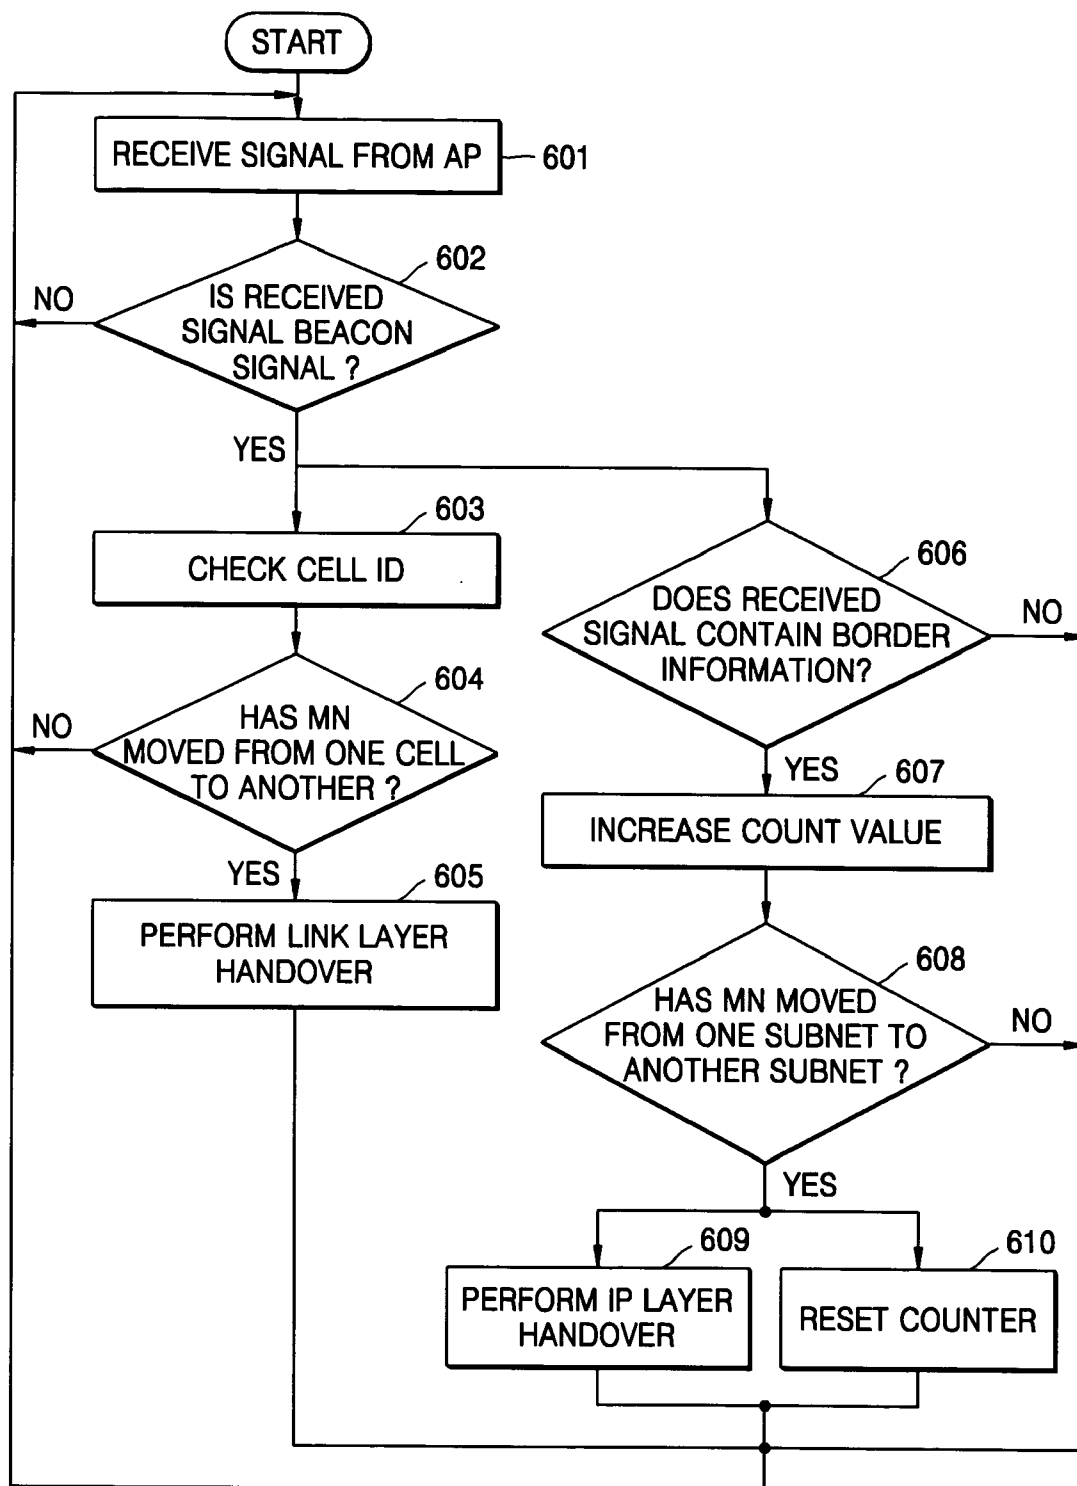 START
RECEIVE SIGNAL FROM AP
601
602
IS RECEIVED
SIGNAL BEACON
SIGNAL ?
NO
YES
603
CHECK CELL ID
604
HAS MN
MOVED FROM ONE CELL
TO ANOTHER ?
NO
YES
605
PERFORM LINK LAYER
HANDOVER
606
DOES RECEIVED
SIGNAL CONTAIN BORDER
INFORMATION?
NO
YES
607
INCREASE COUNT VALUE
608
HAS MN MOVED
FROM ONE SUBNET TO
ANOTHER SUBNET ?
NO
YES
609
PERFORM IP LAYER
HANDOVER
610
RESET COUNTER